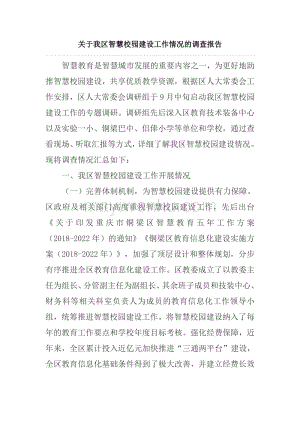 关于我区智慧校园建设工作情况的调查报告
智慧教育是智慧城市发展的重要内容之一，为更好地助
推智慧校园建设，共享优质教学资源，根据区人大常委会工
作安排，区人大常委会调研组于 9 月中旬启动我区智慧校园
建设工作的专题调研。调研组先后深入区教育技术装备中心
以及实验一小、铜梁巴中、侣俸小学等单位和学校，通过查
看现场、听取汇报等方式，详细了解我区智慧校园建设情况。
现将调查情况汇总如下：
一、我区智慧校园建设工作开展情况
（一）完善体制机制，为智慧校园建设提供有力保障。
区政府及相关部门高度重视智慧校园建设工作，先后出台
《关于印发重庆市铜梁区智慧教育五年工作方案
(2018-2022 年）的通知》《铜梁区教育信息化建设实施方
案(2018-2022 年)》，加强了顶层设计和整体规划，分步
有序推进全区教育信息化建设工作。区教委成立了以教委主
任为组长、分管副主任为副组长、其余班子成员和技装中心、
财务科等相关科室负责人为成员的教育信息化工作领导小
组，统筹推进智慧校园建设工作，将智慧校园建设纳入了每
年的教育工作要点和学校年度目标考核。强化经费保障，近
年来，全区累计投入近亿元加快推进“三通两平台”建设，
全区教育信息化基础条件得到了极大改善，并建立经费长效